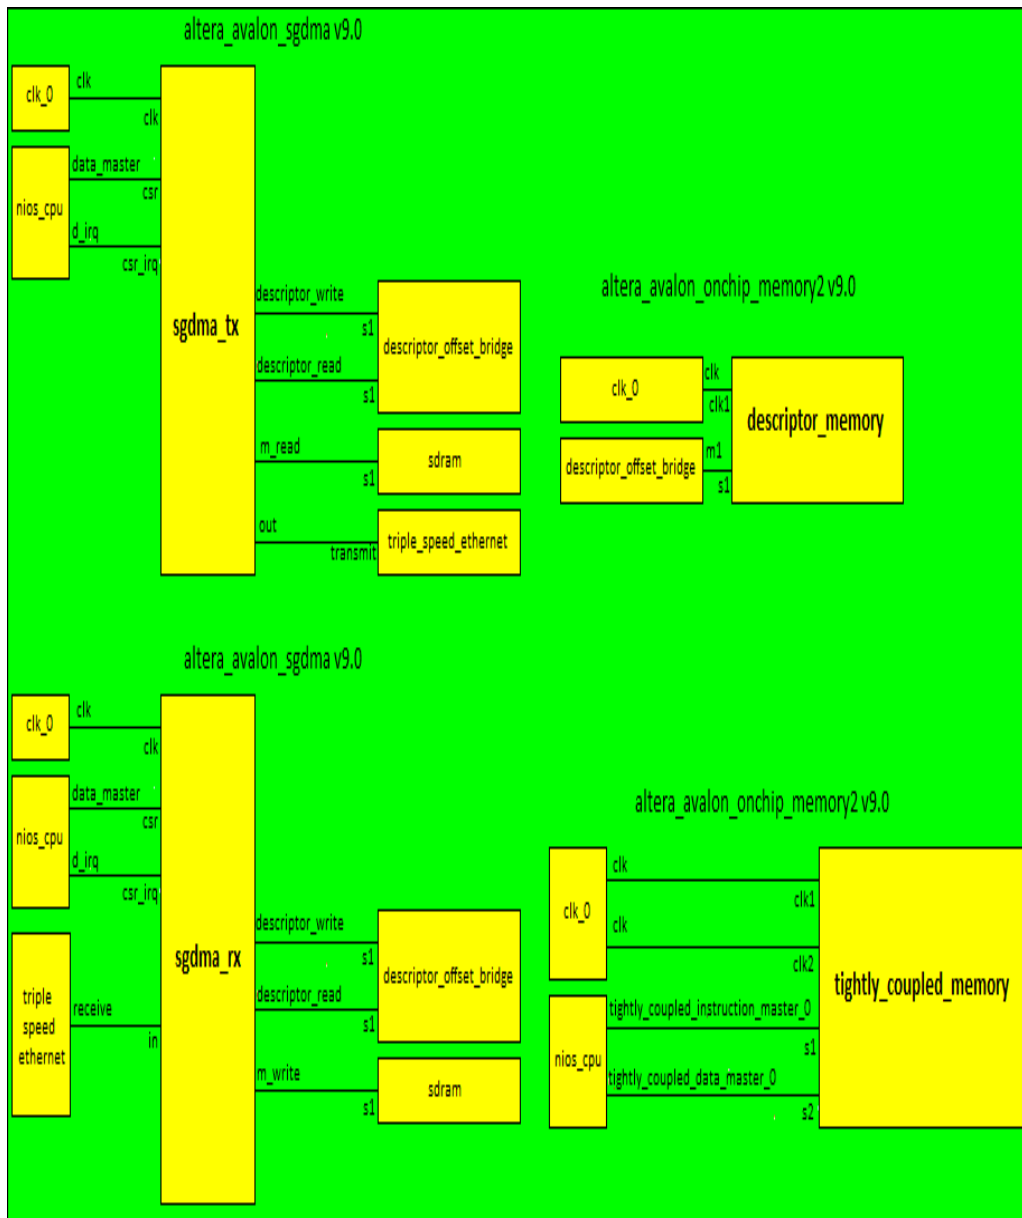 altera_avalon_sgdma v9.0
clk_0
clk
clk
nios_cpu
data_master
csr
d_irq
csr_irq
sgdma_tx
descriptor_write
s1
descriptor_read
s1
descriptor_offset_bridge
m_read
s1
sdram
out
transmit
triple_speed_ethernet
altera_avalon_onchip_memory2 v9.0
clk_0
clk
clk1
descriptor_offset_bridge
m1
s1
descriptor_memory
altera_avalon_sgdma v9.0
clk_0
clk
clk
nios_cpu
data_master
csr
d_irq
csr_irq
triple
speed
ethernet
receive
in
sgdma_rx
descriptor_write
s1
descriptor_read
s1
descriptor_offset_bridge
m_write
s1
sdram
altera_avalon_onchip_memory2 v9.0
clk_0
clk
clk1
clk
clk2
nios_cpu
tightly_coupled_instruction_master_0
s1
tightly_coupled_data_master_0
s2
tightly_coupled_memory